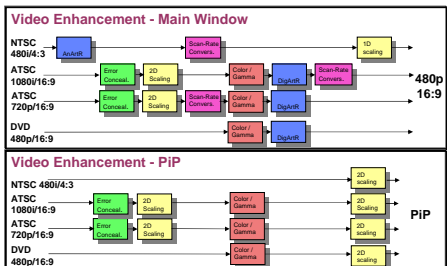 Video Enhancement - Main Window
NTSC
480i/4:3
AnArtR
Scan-Rate
Convers.
1D
scaling
ATSC
1080i/16:9
Error
Conceal.
2D
Scaling
Color /
Gamma
DigArtR
Scan-Rate
Convers.
480p
16:9
ATSC
720p/16:9
Error
Conceal.
2D
Scaling
Scan-Rate
Convers.
Color /
Gamma
DigArtR
DVD
480p/16:9
Color /
Gamma
DigArtR
Video Enhancement - PiP
NTSC 480i/4:3
2D
scaling
ATSC
1080i/16:9
Error
Conceal.
2D
Scaling
Color /
Gamma
2D
scaling
PiP
ATSC
720p/16:9
Error
Conceal.
2D
Scaling
Color /
Gamma
2D
scaling
DVD
480p/16:9
Color /
Gamma
2D
scaling